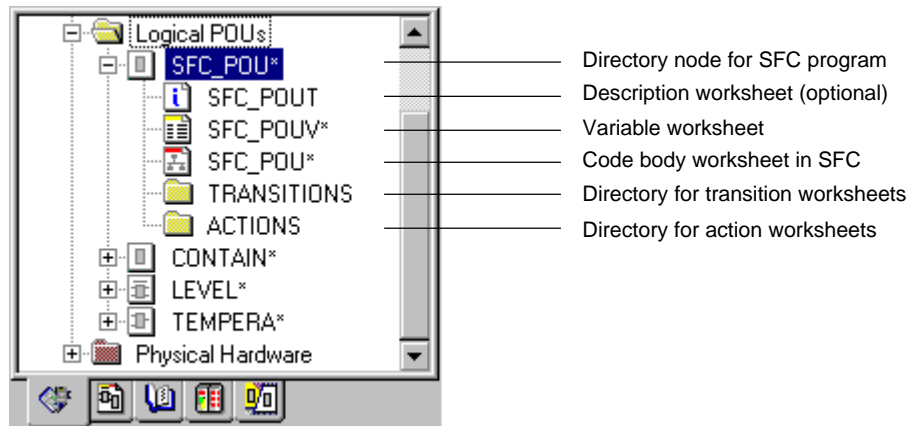 Logical POUs
SFC_POU* Directory node for SFC program
SFC_POUT Description worksheet (optional)
SFC_POUV* Variable worksheet
SFC_POU* Code body worksheet in SFC
TRANSITIONS Directory for transition worksheets
ACTIONS Directory for action worksheets
CONTAIN*
LEVEL*
TEMPERA*
Physical Hardware